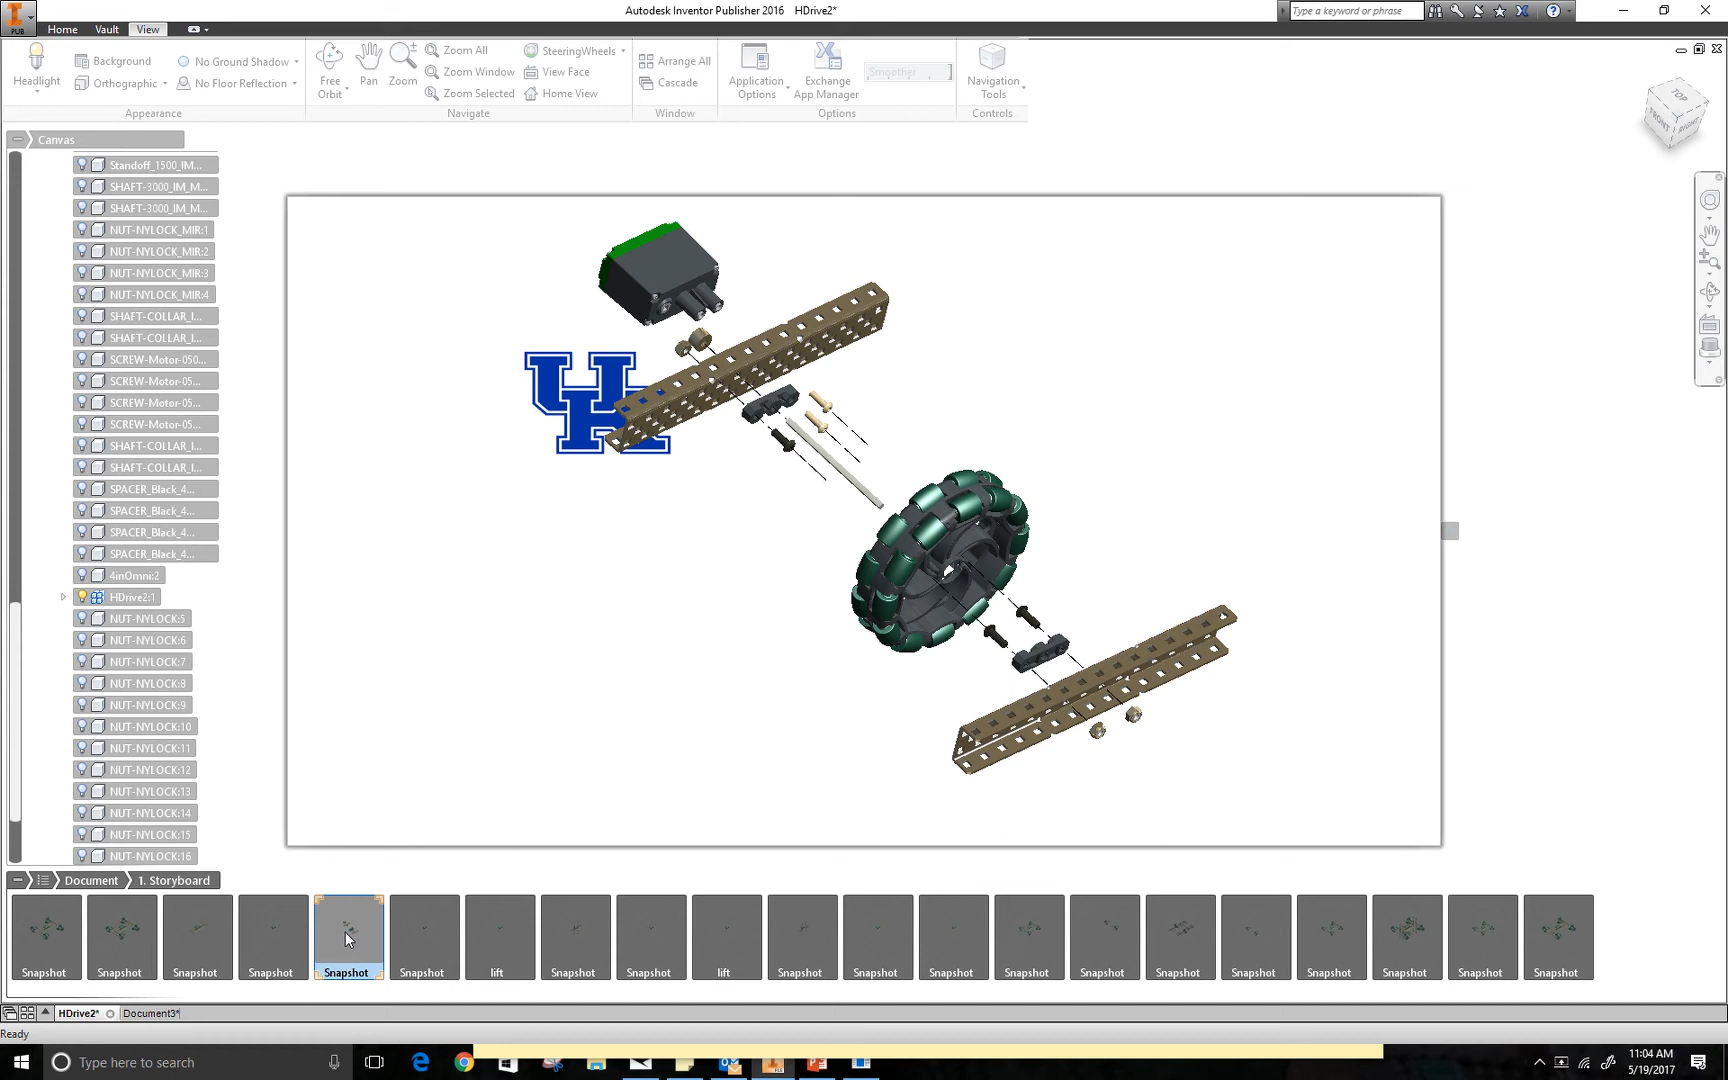 Autodesk Inventor Publisher 2016 HDrive2*
Type a keyword or phrase
PUB
Home Vault View
Headlight
Background
Orthographic
No Ground Shadow
No Floor Reflection
Appearance
Free Orbit
Pan
Zoom
Zoom All
Zoom Window
Zoom Selected
SteeringWheels
View Face
Home View
Navigate
Arrange All
Cascade
Window
Application Options
Exchange App Manager
Smoother
Options
Navigation Tools
Controls
TOP
FRONT
RIGHT
Canvas
Standoff_1500_IM...
SHAFT-3000_IM_M...
SHAFT-3000_IM_M...
NUT-NYLOCK_MIR:1
NUT-NYLOCK_MIR:2
NUT-NYLOCK_MIR:3
NUT-NYLOCK_MIR:4
SHAFT-COLLAR_I...
SHAFT-COLLAR_I...
SCREW-Motor-050...
SCREW-Motor-05...
SCREW-Motor-05...
SCREW-Motor-05...
SHAFT-COLLAR_I...
SHAFT-COLLAR_I...
SPACER_Black_4...
SPACER_Black_4...
SPACER_Black_4...
SPACER_Black_4...
4inOmni:2
HDrive2:1
NUT-NYLOCK:5
NUT-NYLOCK:6
NUT-NYLOCK:7
NUT-NYLOCK:8
NUT-NYLOCK:9
NUT-NYLOCK:10
NUT-NYLOCK:11
NUT-NYLOCK:12
NUT-NYLOCK:13
NUT-NYLOCK:14
NUT-NYLOCK:15
NUT-NYLOCK:16
UK
Document 1. Storyboard
Snapshot Snapshot Snapshot Snapshot Snapshot Snapshot lift Snapshot Snapshot lift Snapshot Snapshot Snapshot Snapshot Snapshot Snapshot Snapshot Snapshot Snapshot Snapshot Snapshot
HDrive2* Document3*
Ready
Type here to search
11:04 AM
5/19/2017